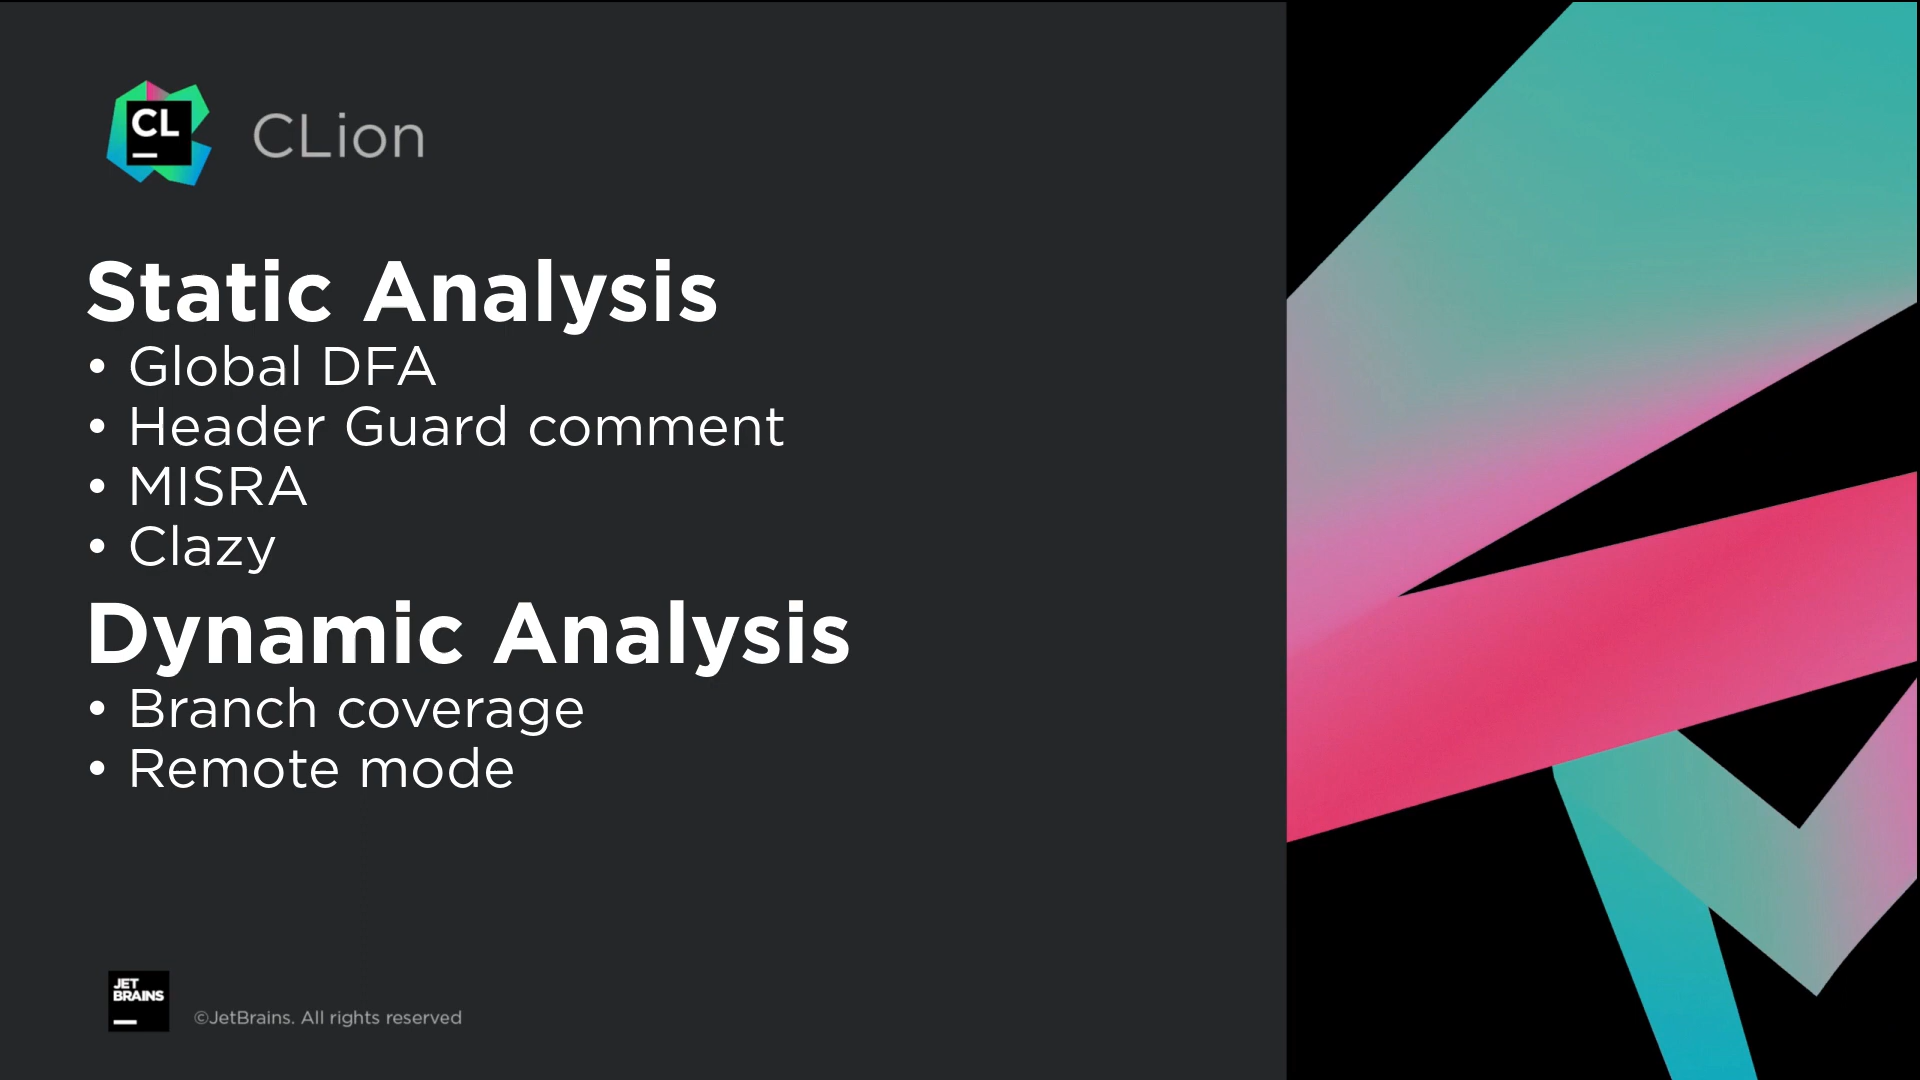 CL
CLion
Static Analysis
• Global DFA
• Header Guard comment
• MISRA
• Clazy
Dynamic Analysis
• Branch coverage
• Remote mode
JET
BRAINS
©JetBrains. All rights reserved